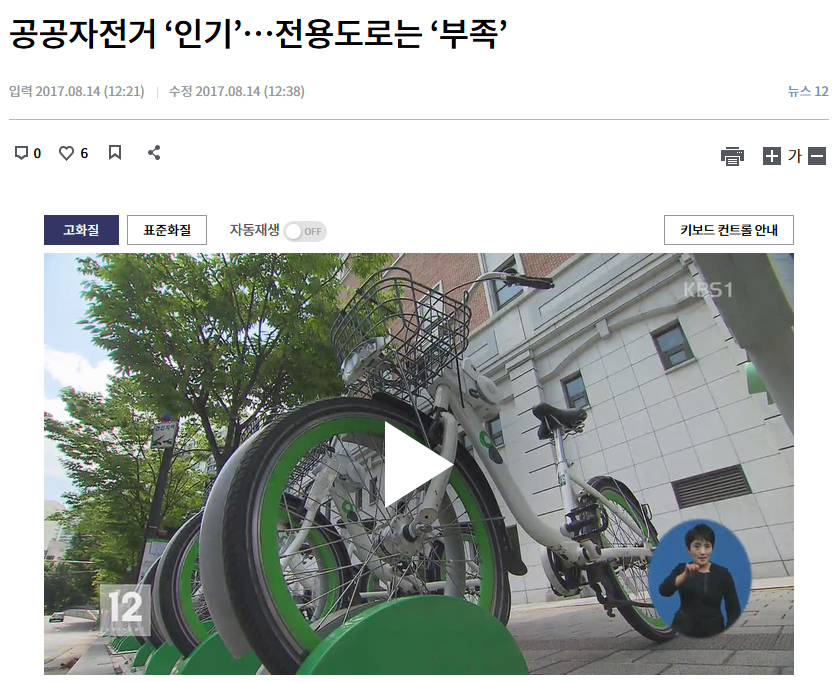 공공자전거 ‘인기’…전용도로는 ‘부족’
입력 2017.08.14 (12:21) | 수정 2017.08.14 (12:38)
뉴스 12
0 6
가
고화질 표준화질 자동재생 OFF
키보드 컨트롤 안내
KBS1
12